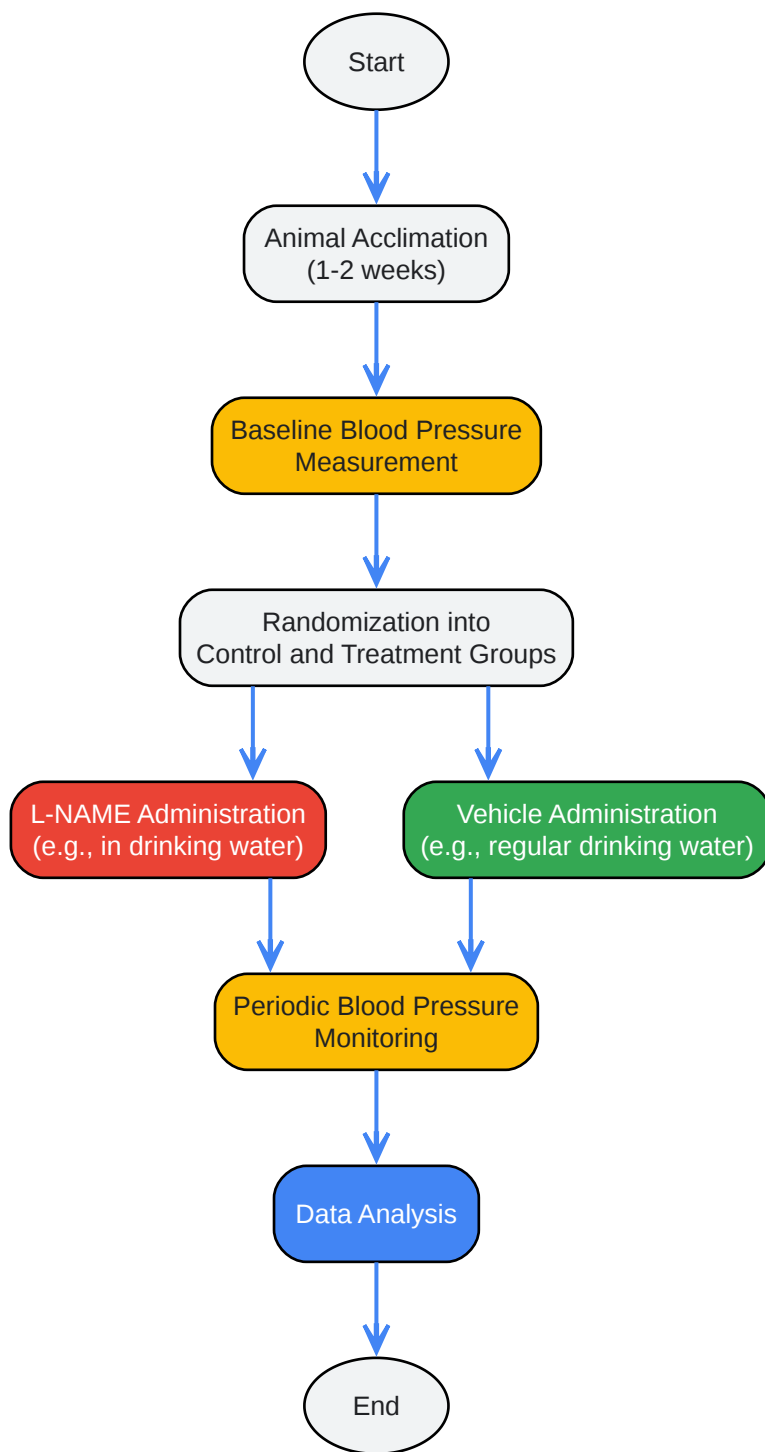 Start
Animal Acclimation
(1-2 weeks)
Baseline Blood Pressure
Measurement
Randomization into
Control and Treatment Groups
L-NAME Administration
(e.g., in drinking water)
Vehicle Administration
(e.g., regular drinking water)
Periodic Blood Pressure
Monitoring
Data Analysis
End